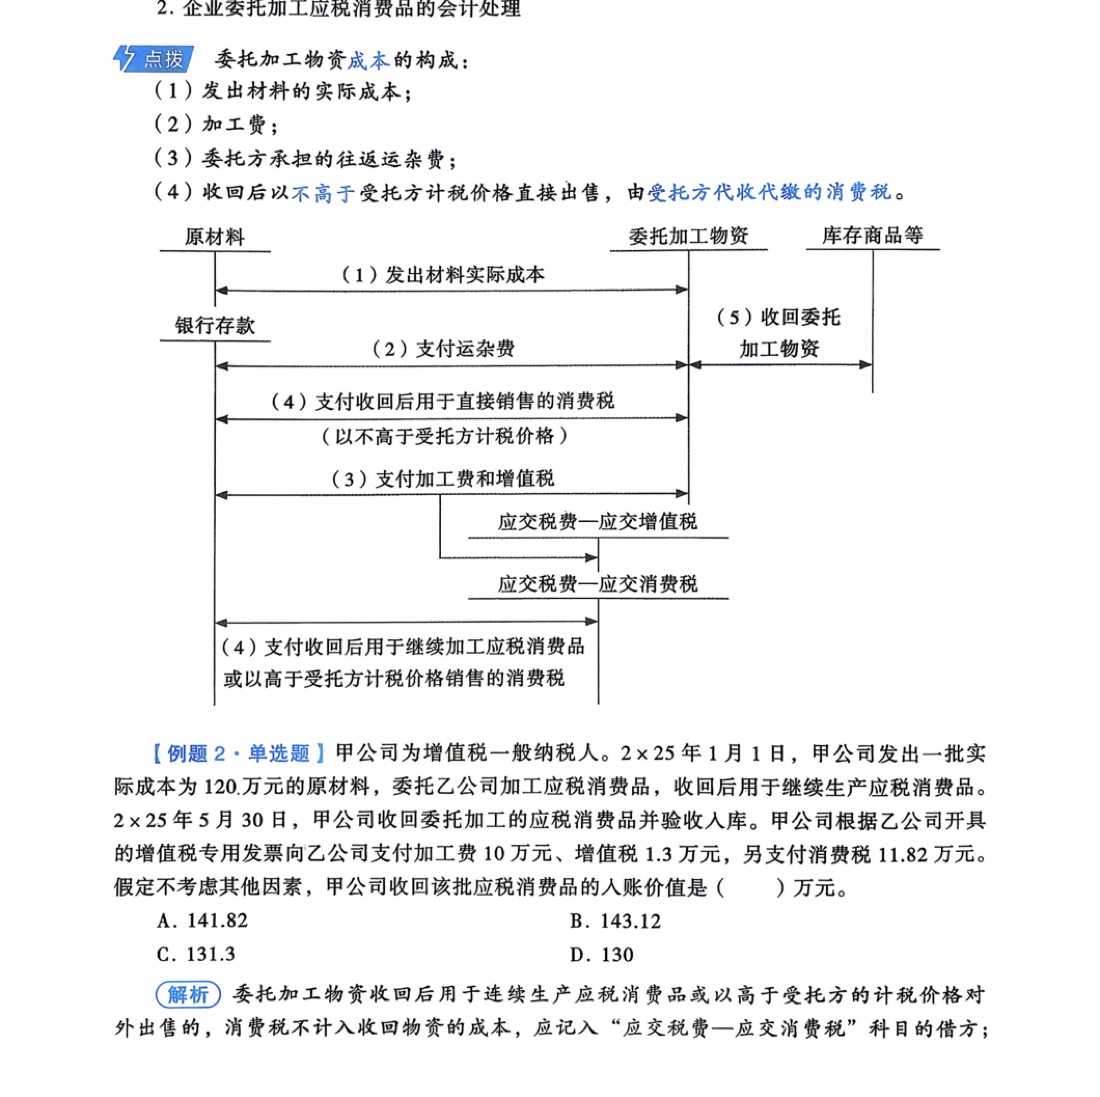 2. 企业委托加工应税消费品的会计处理
点拨 委托加工物资成本的构成：
（1）发出材料的实际成本；
（2）加工费；
（3）委托方承担的往返运杂费；
（4）收回后以不高于受托方计税价格直接出售，由受托方代收代缴的消费税。
原材料 委托加工物资 库存商品等
（1）发出材料实际成本
银行存款
（5）收回委托
加工物资
（2）支付运杂费
（4）支付收回后用于直接销售的消费税
（以不高于受托方计税价格）
（3）支付加工费和增值税
应交税费—应交增值税
应交税费—应交消费税
（4）支付收回后用于继续加工应税消费品
或以高于受托方计税价格销售的消费税
【例题2·单选题】甲公司为增值税一般纳税人。2×25年1月1日，甲公司发出一批实
际成本为120万元的原材料，委托乙公司加工应税消费品，收回后用于继续生产应税消费品。
2×25年5月30日，甲公司收回委托加工的应税消费品并验收入库。甲公司根据乙公司开具
的增值税专用发票向乙公司支付加工费10万元、增值税1.3万元，另支付消费税11.82万元。
假定不考虑其他因素，甲公司收回该批应税消费品的入账价值是（ ）万元。
A. 141.82 B. 143.12
C. 131.3 D. 130
解析 委托加工物资收回后用于连续生产应税消费品或以高于受托方的计税价格对
外出售的，消费税不计入收回物资的成本，应记入“应交税费—应交消费税”科目的借方；